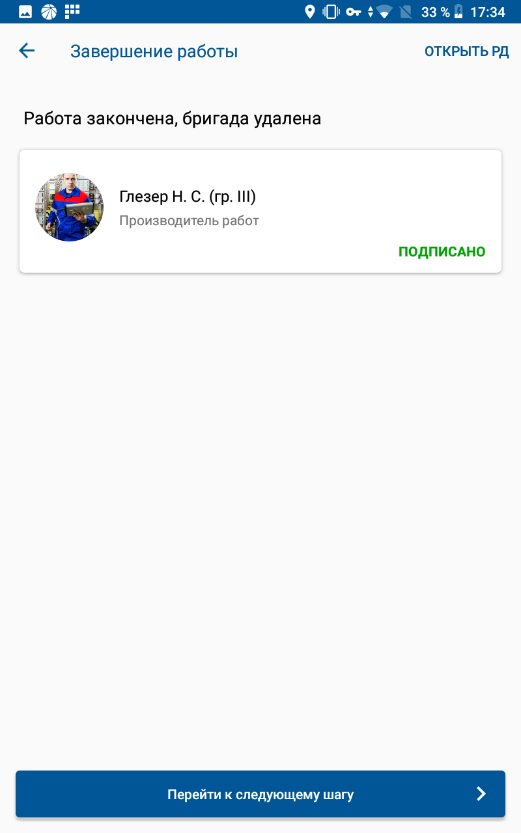 33 % 17:34
Завершение работы ОТКРЫТЬ РД
Работа закончена, бригада удалена
Глезер Н. С. (гр. III)
Производитель работ
ПОДПИСАНО
Перейти к следующему шагу